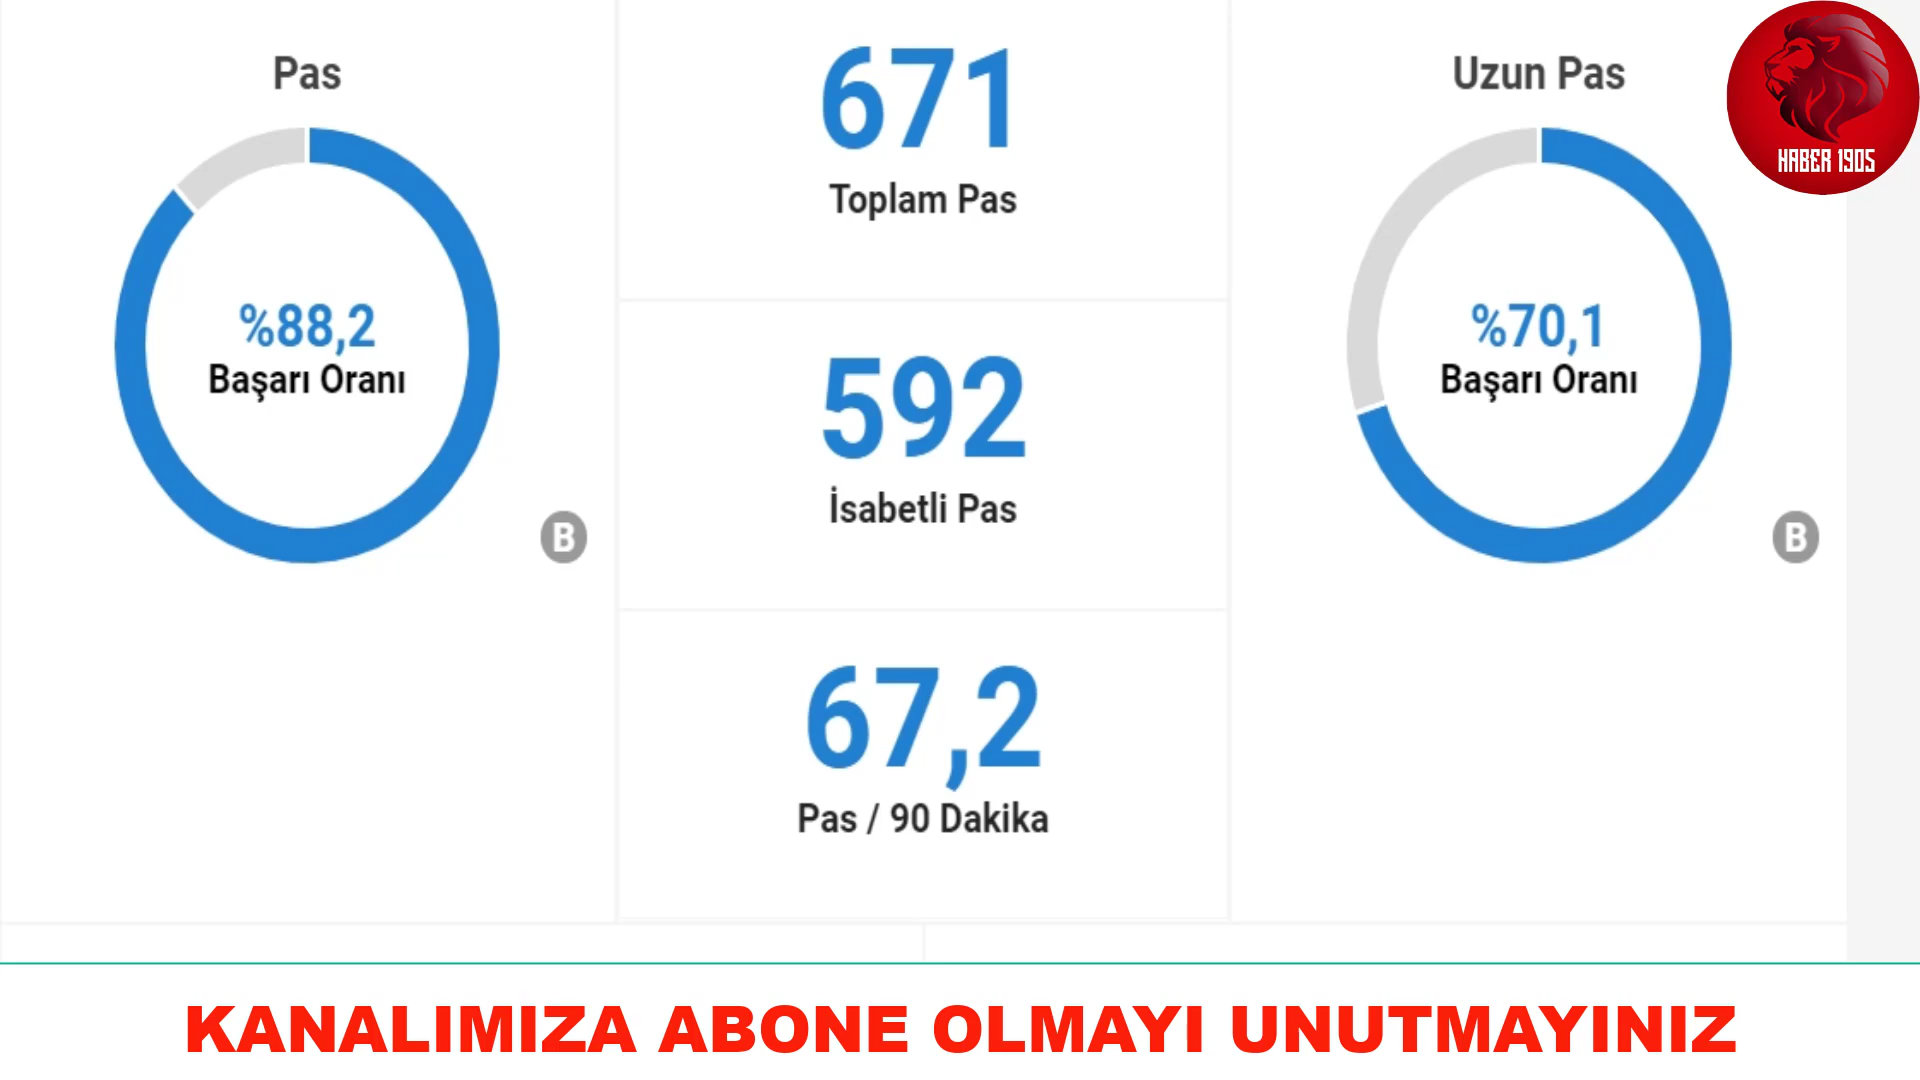 Pas
%88,2
Başarı Oranı
B
671
Toplam Pas
592
İsabetli Pas
67,2
Pas / 90 Dakika
Uzun Pas
%70,1
Başarı Oranı
B
HABER 1905
KANALIMIZA ABONE OLMAYI UNUTMAYINIZ